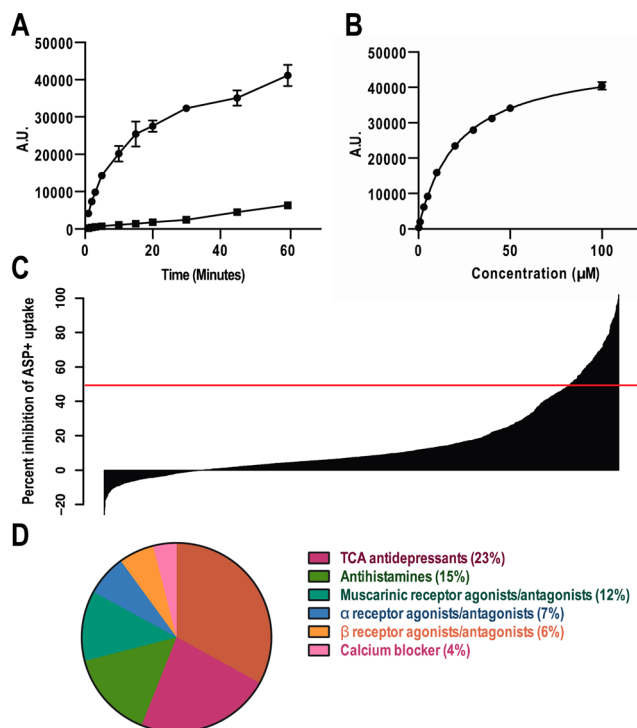 A
50000
40000
30000
20000
10000
0
A.U.
20
40
60
Time (Minutes)
B
50000
40000
30000
20000
10000
0
A.U.
0
50
100
Concentration (µM)
C
Percent inhibition of ASP+ uptake
100
80
60
40
20
0
−20
D
TCA antidepressants (23%)
Antihistamines (15%)
Muscarinic receptor agonists/antagonists (12%)
α receptor agonists/antagonists (7%)
β receptor agonists/antagonists (6%)
Calcium blocker (4%)